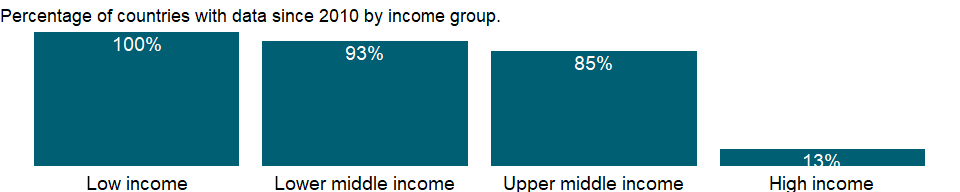 Percentage of countries with data since 2010 by income group.
100%
93%
85%
13%
Low income
Lower middle income
Upper middle income
High income